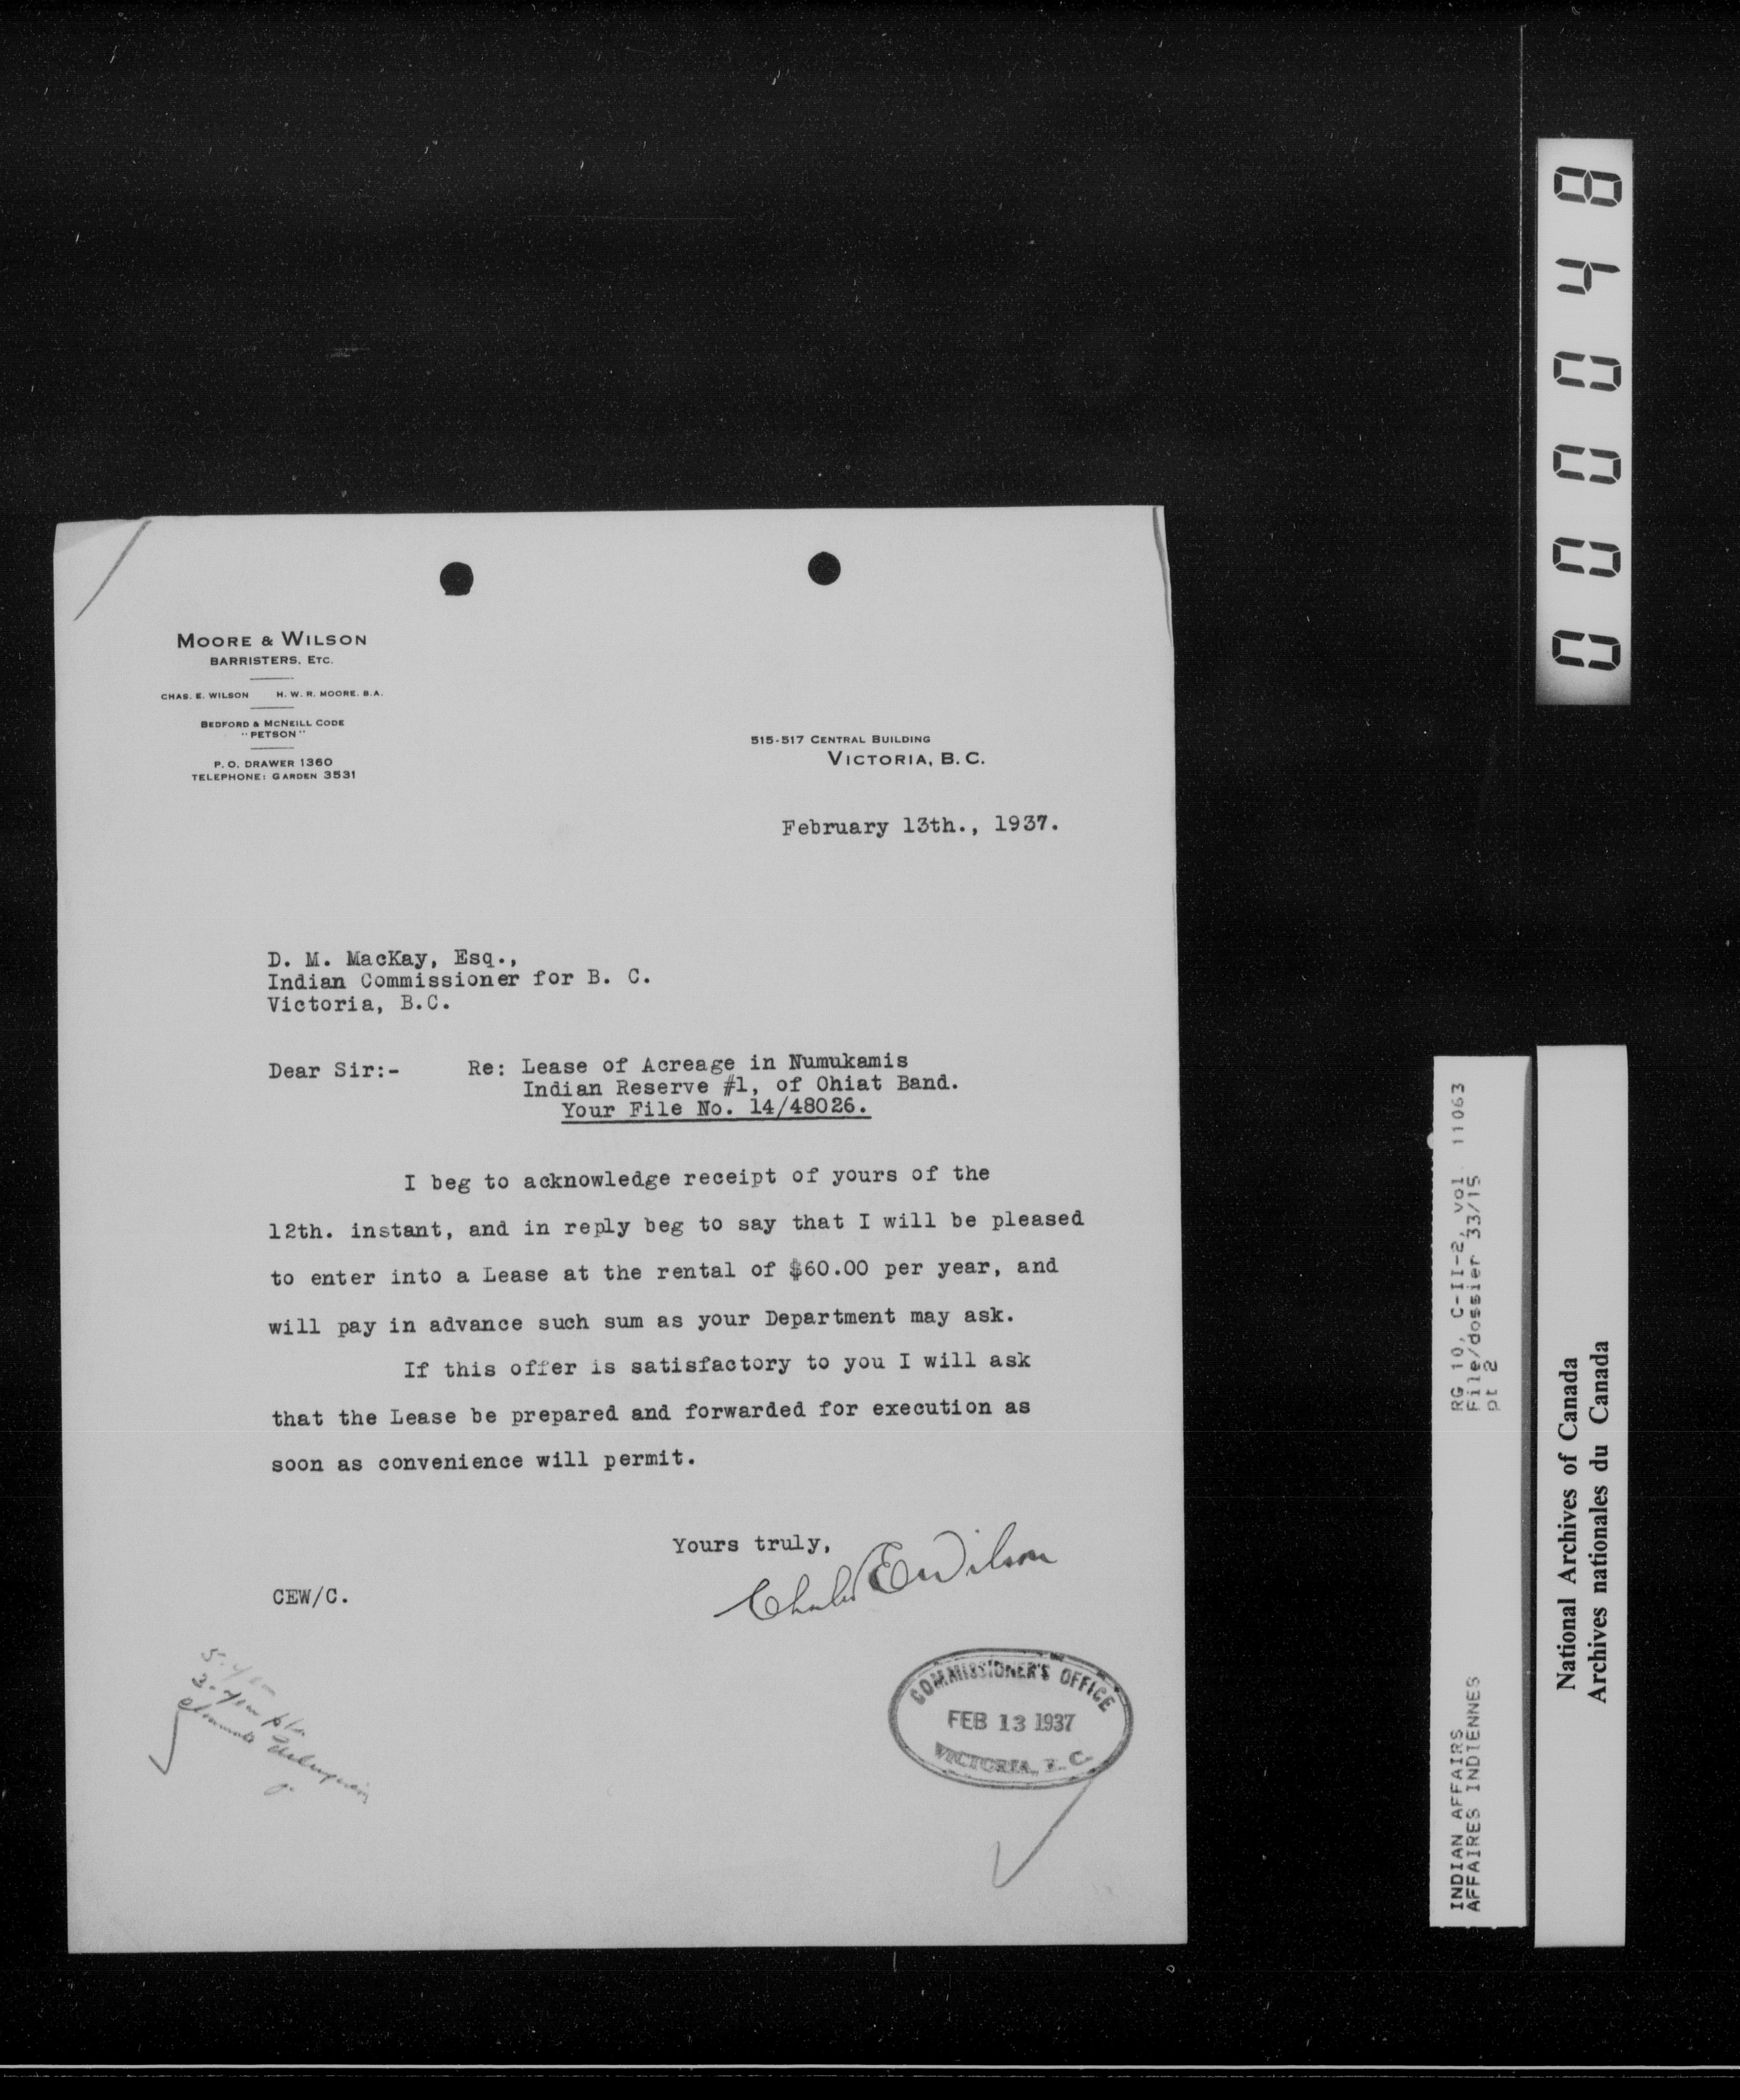 MOORE & WILSON
BARRISTERS, ETC.
CHAS. E. WILSON H. W. R. MOORE, B.A.
BEDFORD & MCNEILL CODE
"PETSON"
P. O. DRAWER 1360
TELEPHONE: GARDEN 3531
515-517 CENTRAL BUILDING
VICTORIA, B. C.
February 13th., 1937.
D. M. MacKay, Esq.,
Indian Commissioner for B. C.
Victoria, B.C.
Dear Sir:- Re: Lease of Acreage in Numukamis
Indian Reserve #1, of Ohiat Band.
Your File No. 14/48026.
I beg to acknowledge receipt of yours of the
12th. instant, and in reply beg to say that I will be pleased
to enter into a Lease at the rental of $60.00 per year, and
will pay in advance such sum as your Department may ask.
If this offer is satisfactory to you I will ask
that the Lease be prepared and forwarded for execution as
soon as convenience will permit.
Yours truly,
Charles E Wilson
CEW/C.
COMMISSIONER'S OFFICE
FEB 13 1937
VICTORIA, B. C.
000048
RG 10, C-II-2, vol. 11063
File/dossier 33/15
pt 2
INDIAN AFFAIRS
AFFAIRES INDIENNES
National Archives of Canada
Archives nationales du Canada